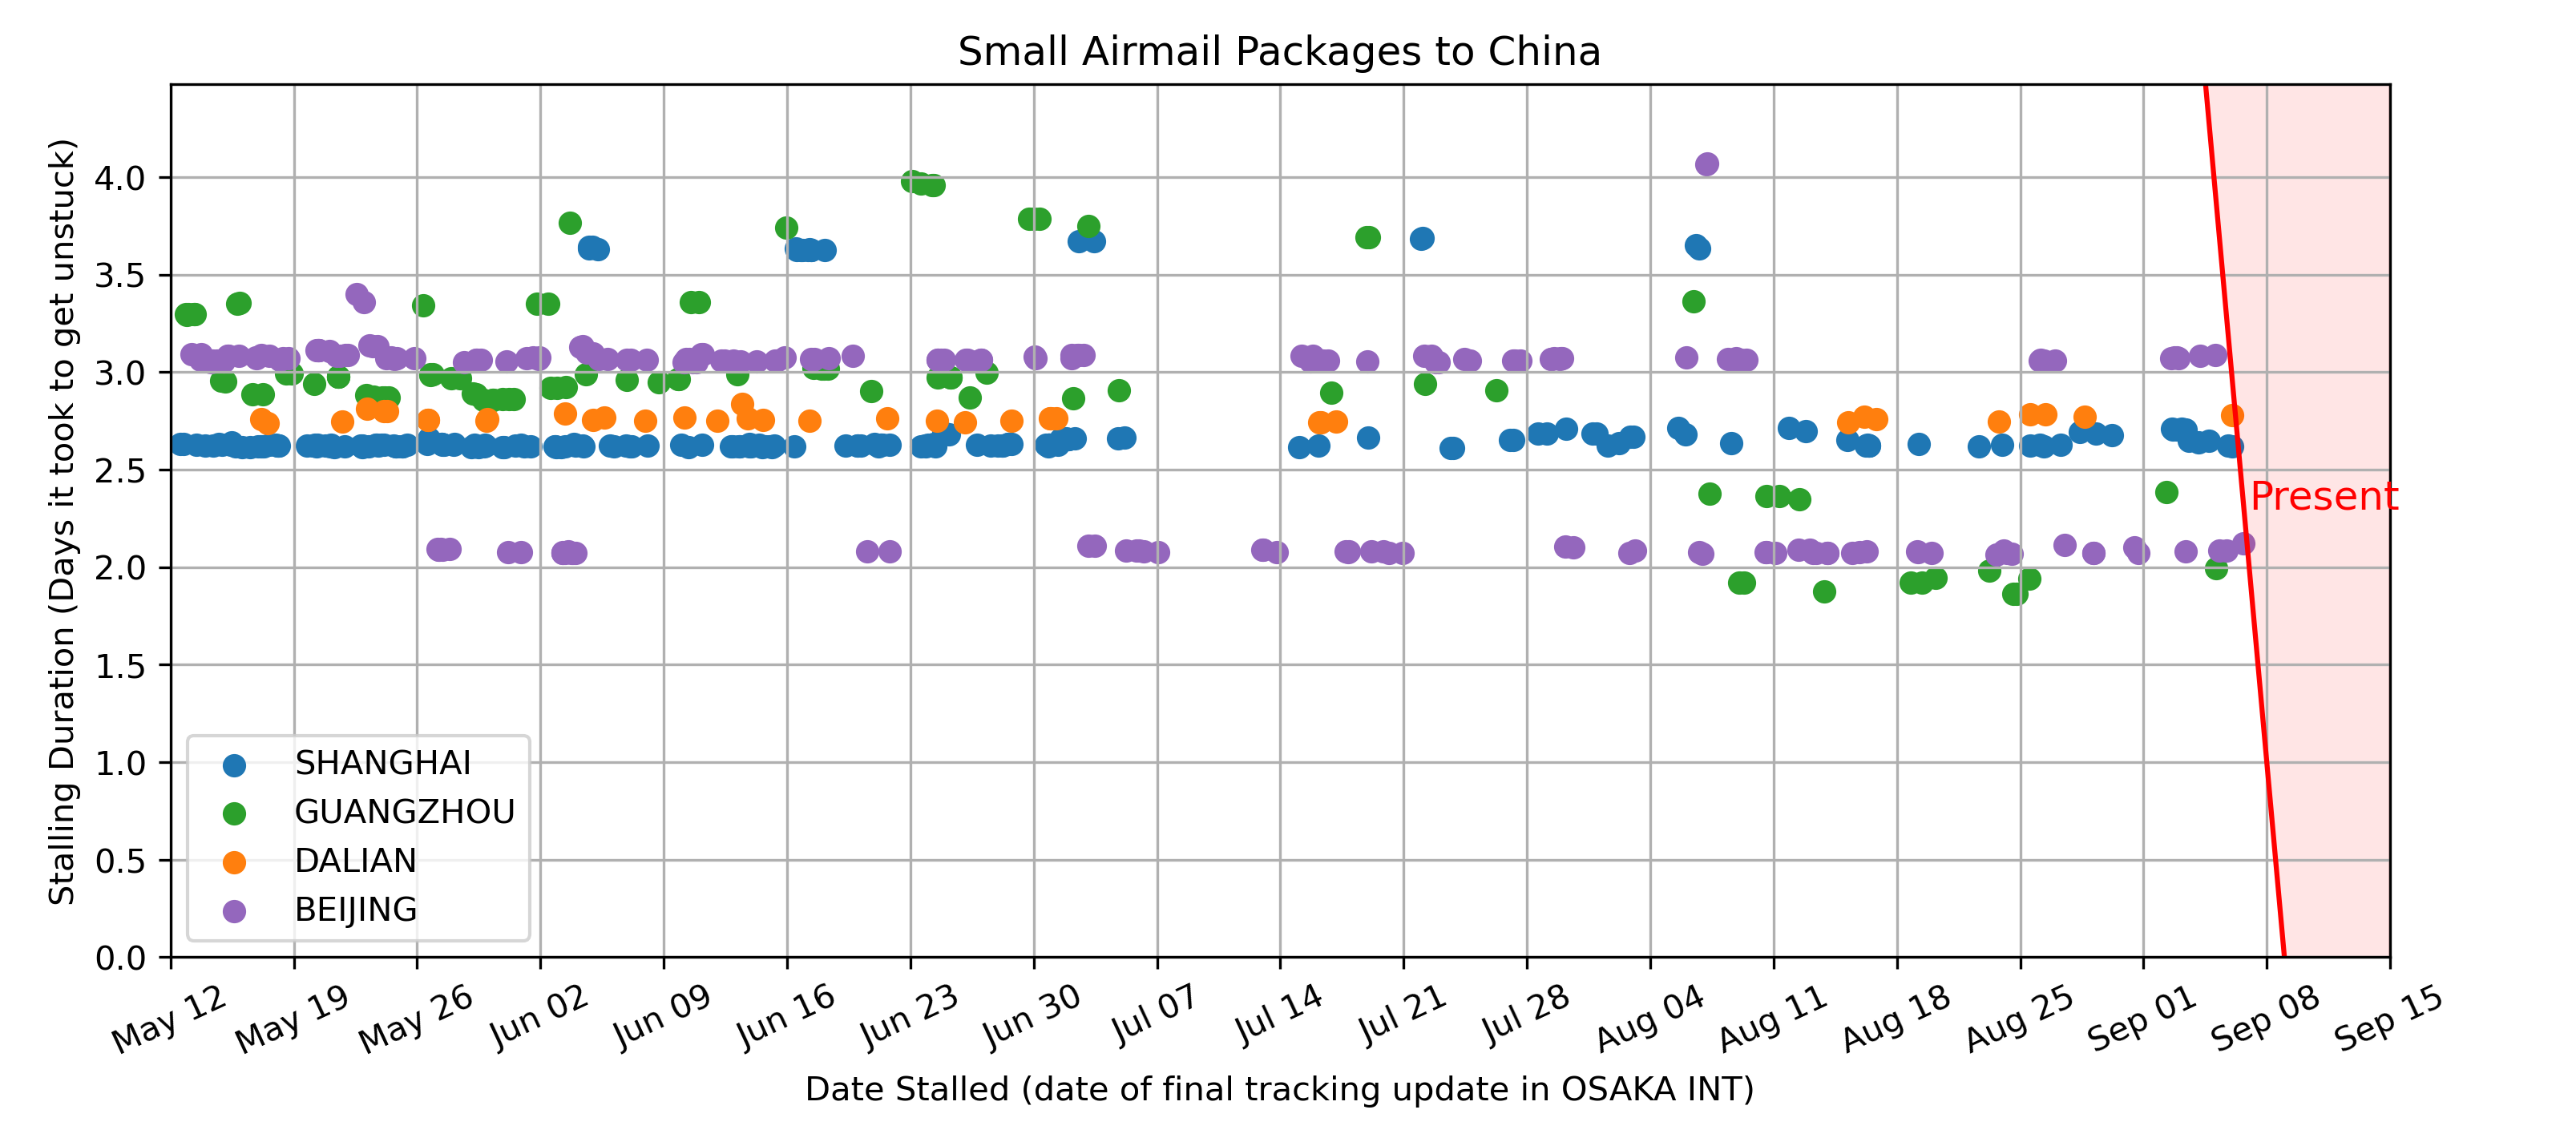 Small Airmail Packages to China
Stalling Duration (Days it took to get unstuck)
4.0
3.5
3.0
2.5
2.0
1.5
1.0
0.5
0.0
Present
SHANGHAI
GUANGZHOU
DALIAN
BEIJING
May 12
May 19
May 26
Jun 02
Jun 09
Jun 16
Jun 23
Jun 30
Jul 07
Jul 14
Jul 21
Jul 28
Aug 04
Aug 11
Aug 18
Aug 25
Sep 01
Sep 08
Sep 15
Date Stalled (date of final tracking update in OSAKA INT)